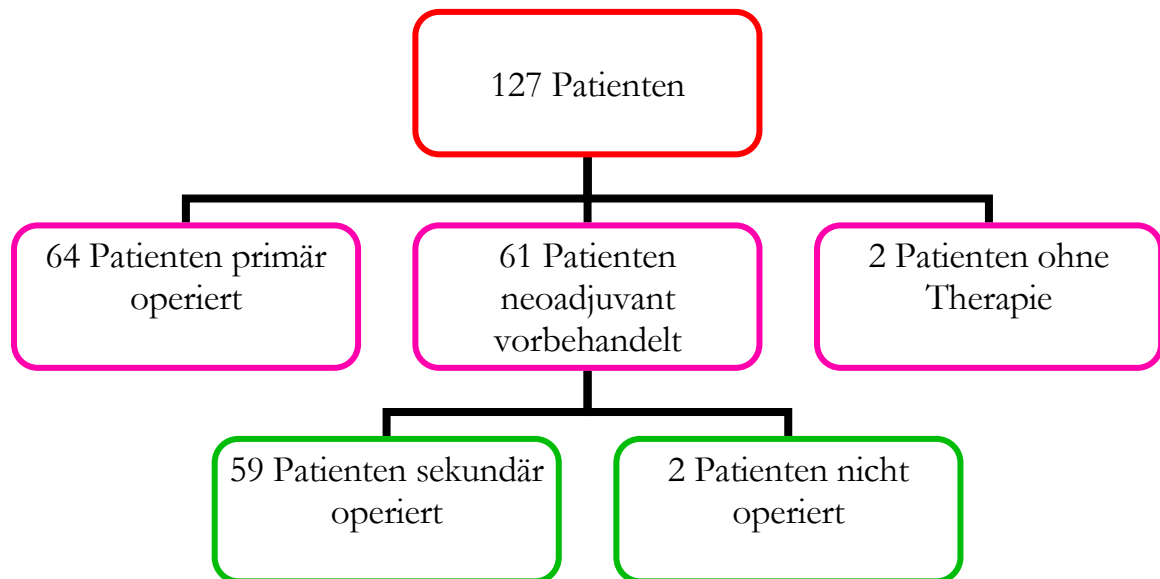 127 Patienten
64 Patienten primär
operiert
61 Patienten
neoadjuvant
vorbehandelt
2 Patienten ohne
Therapie
59 Patienten sekundär
operiert
2 Patienten nicht
operiert